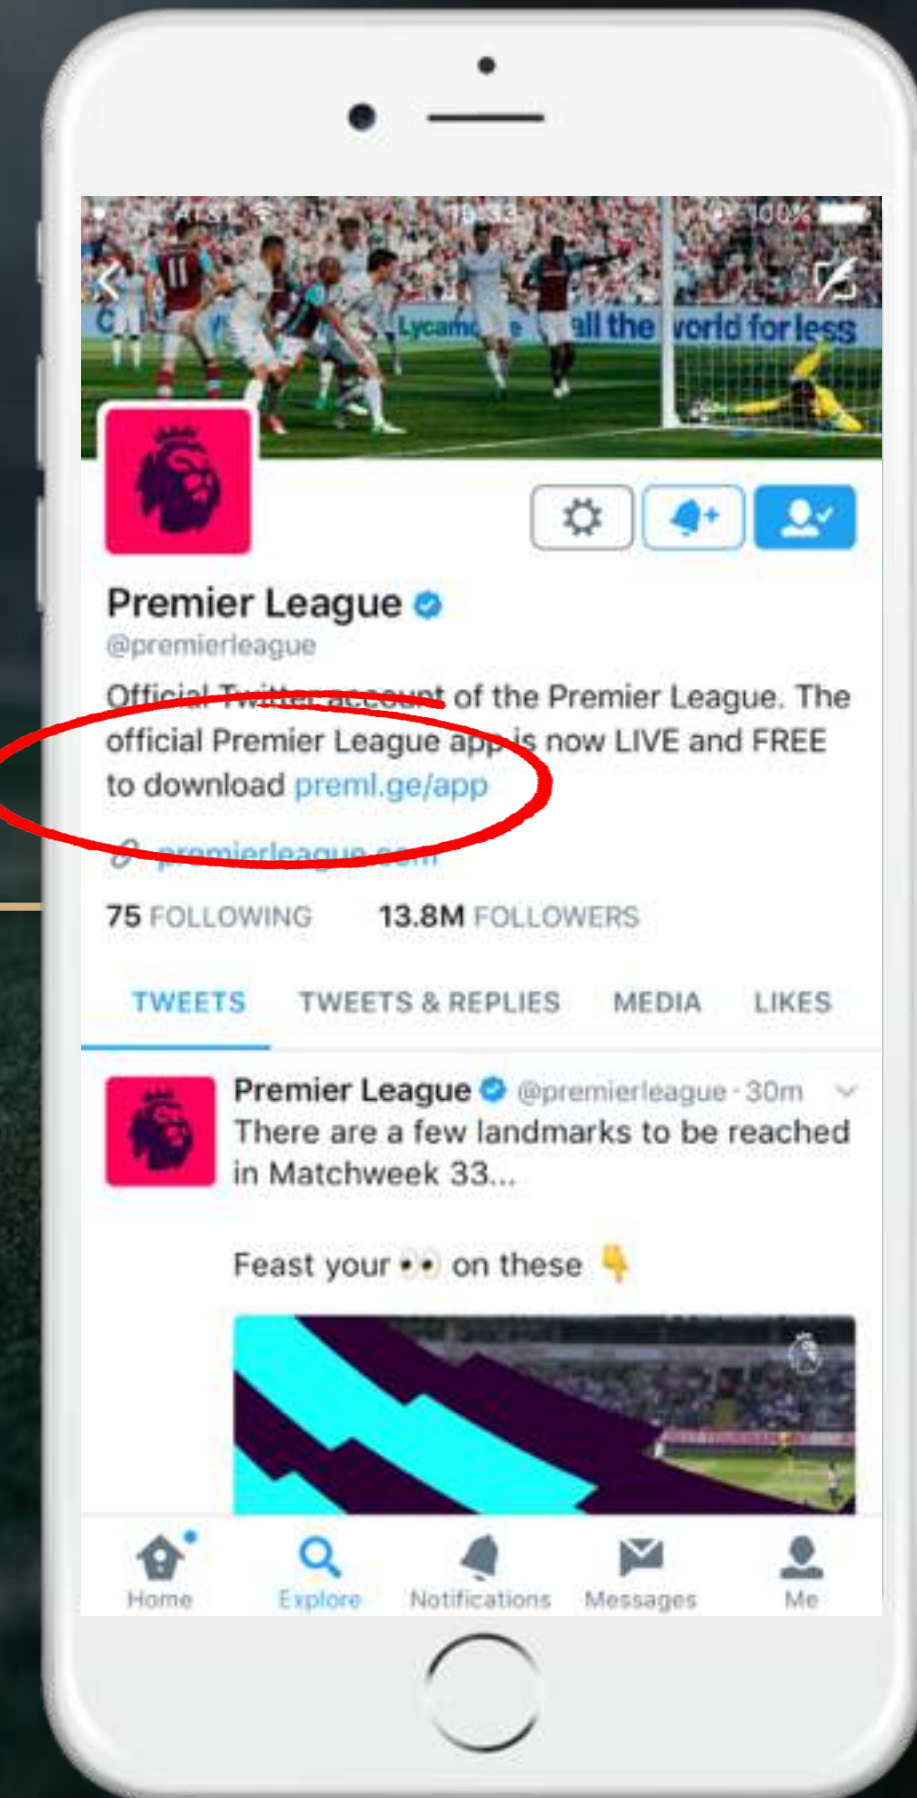 100%
11
Lycam
all the world for less
Premier League
@premierleague
Official Twitter account of the Premier League. The
official Premier League app is now LIVE and FREE
to download preml.ge/app
premierleague.com
75 FOLLOWING 13.8M FOLLOWERS
TWEETS TWEETS & REPLIES MEDIA LIKES
Premier League @premierleague · 30m
There are a few landmarks to be reached
in Matchweek 33...
Feast your 👀 on these 👇
Home Explore Notifications Messages Me